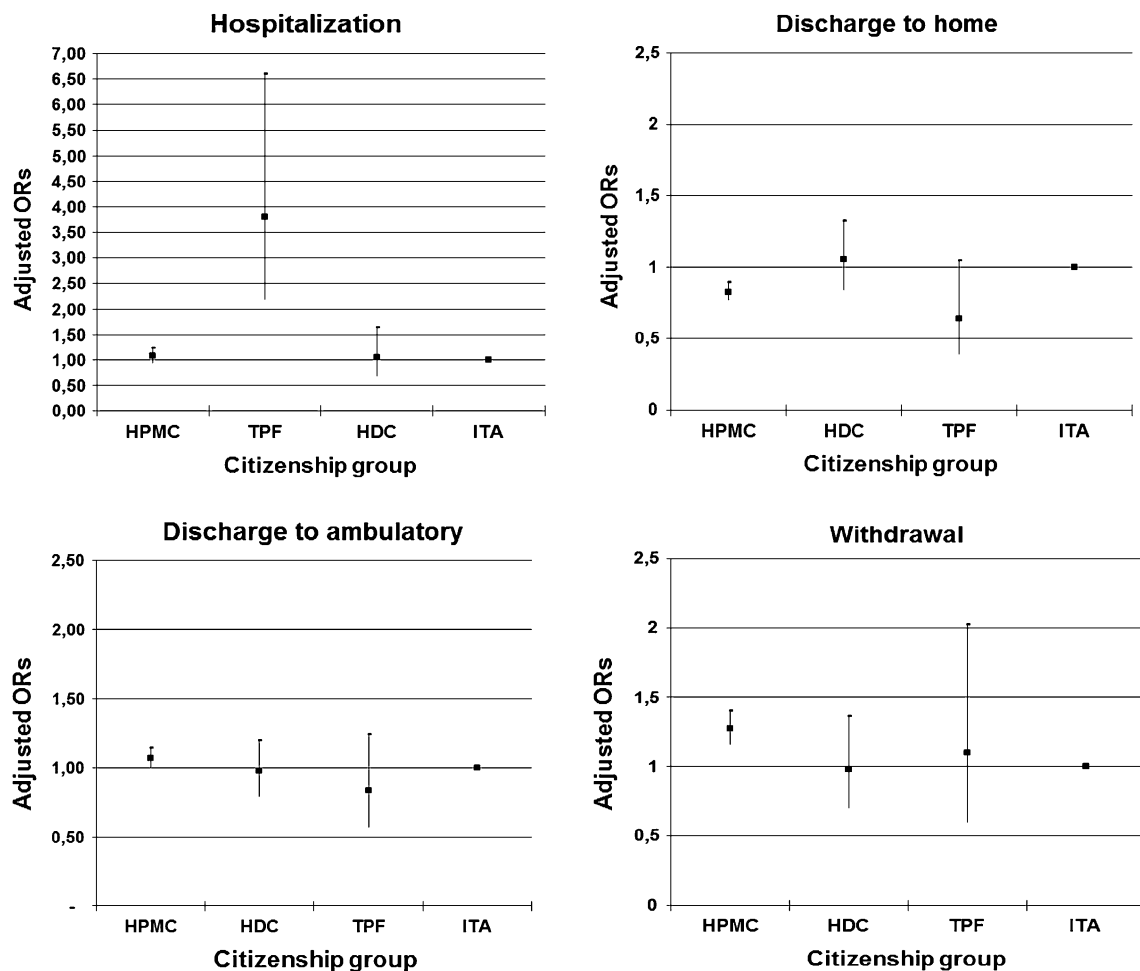 Hospitalization
Adjusted ORs
7,00
6,50
6,00
5,50
5,00
4,50
4,00
3,50
3,00
2,50
2,00
1,50
1,00
0,50
0,00
HPMC TPF HDC ITA
Citizenship group
Discharge to home
Adjusted ORs
2,5
2
1,5
1
0,5
0
HPMC HDC TPF ITA
Citizenship group
Discharge to ambulatory
Adjusted ORs
2,50
2,00
1,50
1,00
0,50
-
HPMC HDC TPF ITA
Citizenship group
Withdrawal
Adjusted ORs
2,5
2
1,5
1
0,5
0
HPMC HDC TPF ITA
Citizenship group